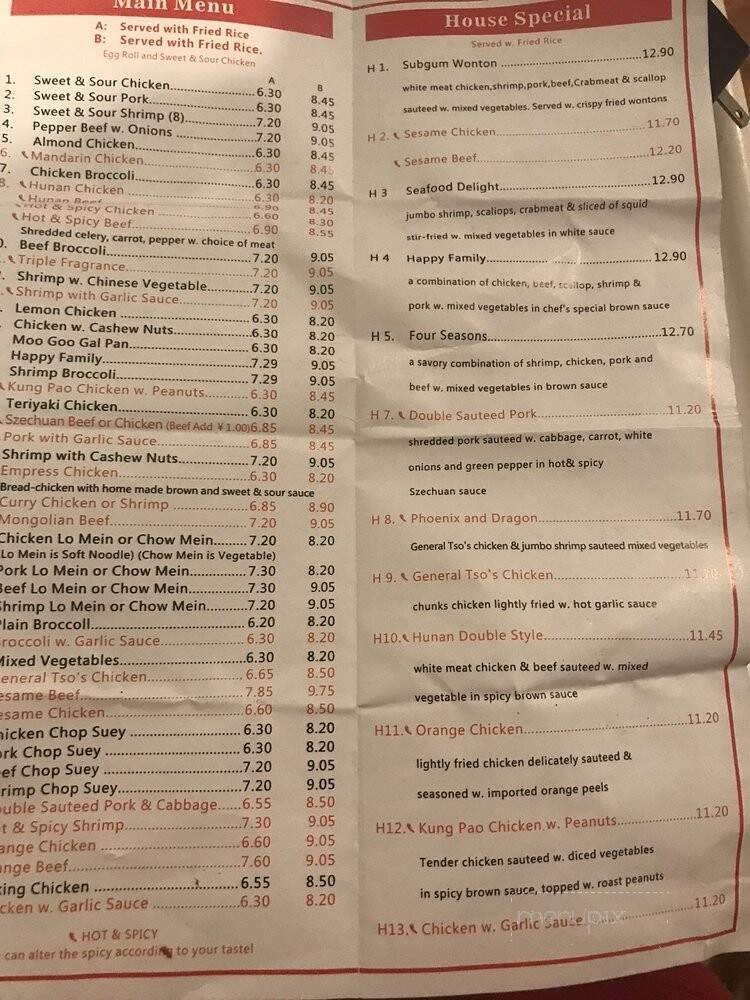 Main Menu
A: Served with Fried Rice
B: Served with Fried Rice.
Egg Roll and Sweet & Sour Chicken
A B
1. Sweet & Sour Chicken 6.30 8.45
2. Sweet & Sour Pork 6.30 8.45
3. Sweet & Sour Shrimp (8) 7.20 9.05
4. Pepper Beef w. Onions 7.20 9.05
5. Almond Chicken 6.30 8.45
6. Mandarin Chicken 6.30 8.45
7. Chicken Broccoli 6.30 8.45
8. Hunan Chicken 6.30 8.20
Hunan Beef 6.90 8.45
Hot & Spicy Chicken 6.60 8.30
Hot & Spicy Beef 6.90 8.55
Shredded celery, carrot, pepper w. choice of meat
0. Beef Broccoli 7.20 9.05
Triple Fragrance 7.20 9.05
Shrimp w. Chinese Vegetable 7.20 9.05
Shrimp with Garlic Sauce 7.20 9.05
Lemon Chicken 6.30 8.20
Chicken w. Cashew Nuts 6.30 8.20
Moo Goo Gal Pan 6.30 8.20
Happy Family 7.29 9.05
Shrimp Broccoli 7.29 9.05
Kung Pao Chicken w. Peanuts 6.30 8.45
Teriyaki Chicken 6.30 8.20
Szechuan Beef or Chicken (Beef Add ¥1.00) 6.85 8.45
Pork with Garlic Sauce 6.85 8.45
Shrimp with Cashew Nuts 7.20 9.05
Empress Chicken 6.30 8.20
Bread-chicken with home made brown and sweet & sour sauce
Curry Chicken or Shrimp 6.85 8.90
Mongolian Beef 7.20 9.05
Chicken Lo Mein or Chow Mein 7.20 8.20
Lo Mein is Soft Noodle) (Chow Mein is Vegetable)
Pork Lo Mein or Chow Mein 7.30 8.20
Beef Lo Mein or Chow Mein 7.30 9.05
Shrimp Lo Mein or Chow Mein 7.20 9.05
Plain Broccoll 6.20 8.20
roccoli w. Garlic Sauce 6.30 8.20
Mixed Vegetables 6.30 8.20
eneral Tso's Chicken 6.65 8.50
esame Beef 7.85 9.75
esame Chicken 6.60 8.50
hicken Chop Suey 6.30 8.20
ork Chop Suey 6.30 8.20
eef Chop Suey 7.20 9.05
rimp Chop Suey 7.20 9.05
ouble Sauteed Pork & Cabbage 6.55 8.50
t & Spicy Shrimp 7.30 9.05
ange Chicken 6.60 9.05
ange Beef 7.60 9.05
king Chicken 6.55 8.50
cken w. Garlic Sauce 6.30 8.20
HOT & SPICY
can alter the spicy according to your tastel
House Special
Served w. Fried Rice
H 1. Subgum Wonton 12.90
white meat chicken,shrimp,pork,beef,Crabmeat & scallop
sauteed w. mixed vegetables. Served w. crispy fried wontons
H 2. Sesame Chicken 11.70
Sesame Beef 12.20
H 3 Seafood Delight 12.90
jumbo shrimp, scaliops, crabmeat & sliced of squid
stir-fried w. mixed vegetables in white sauce
H 4 Happy Family 12.90
a combination of chicken, beef, scallop, shrimp &
pork w. mixed vegetables in chef's special brown sauce
H 5. Four Seasons 12.70
a savory combination of shrimp, chicken, pork and
beef w. mixed vegetables in brown sauce
H 7. Double Sauteed Pork 11.20
shredded pork sauteed w. cabbage, carrot, white
onions and green pepper in hot& spicy
Szechuan sauce
H 8. Phoenix and Dragon 11.70
General Tso's chicken & jumbo shrimp sauteed mixed vegetables
H 9. General Tso's Chicken
chunks chicken lightly fried w. hot garlic sauce
H10. Hunan Double Style 11.45
white meat chicken & beef sauteed w. mixed
vegetable in spicy brown sauce
H11. Orange Chicken 11.20
lightly fried chicken delicately sauteed &
seasoned w. imported orange peels
H12. Kung Pao Chicken w. Peanuts 11.20
Tender chicken sauteed w. diced vegetables
in spicy brown sauce, topped w. roast peanuts
H13. Chicken w. Garlic Sauce 11.20
menupix